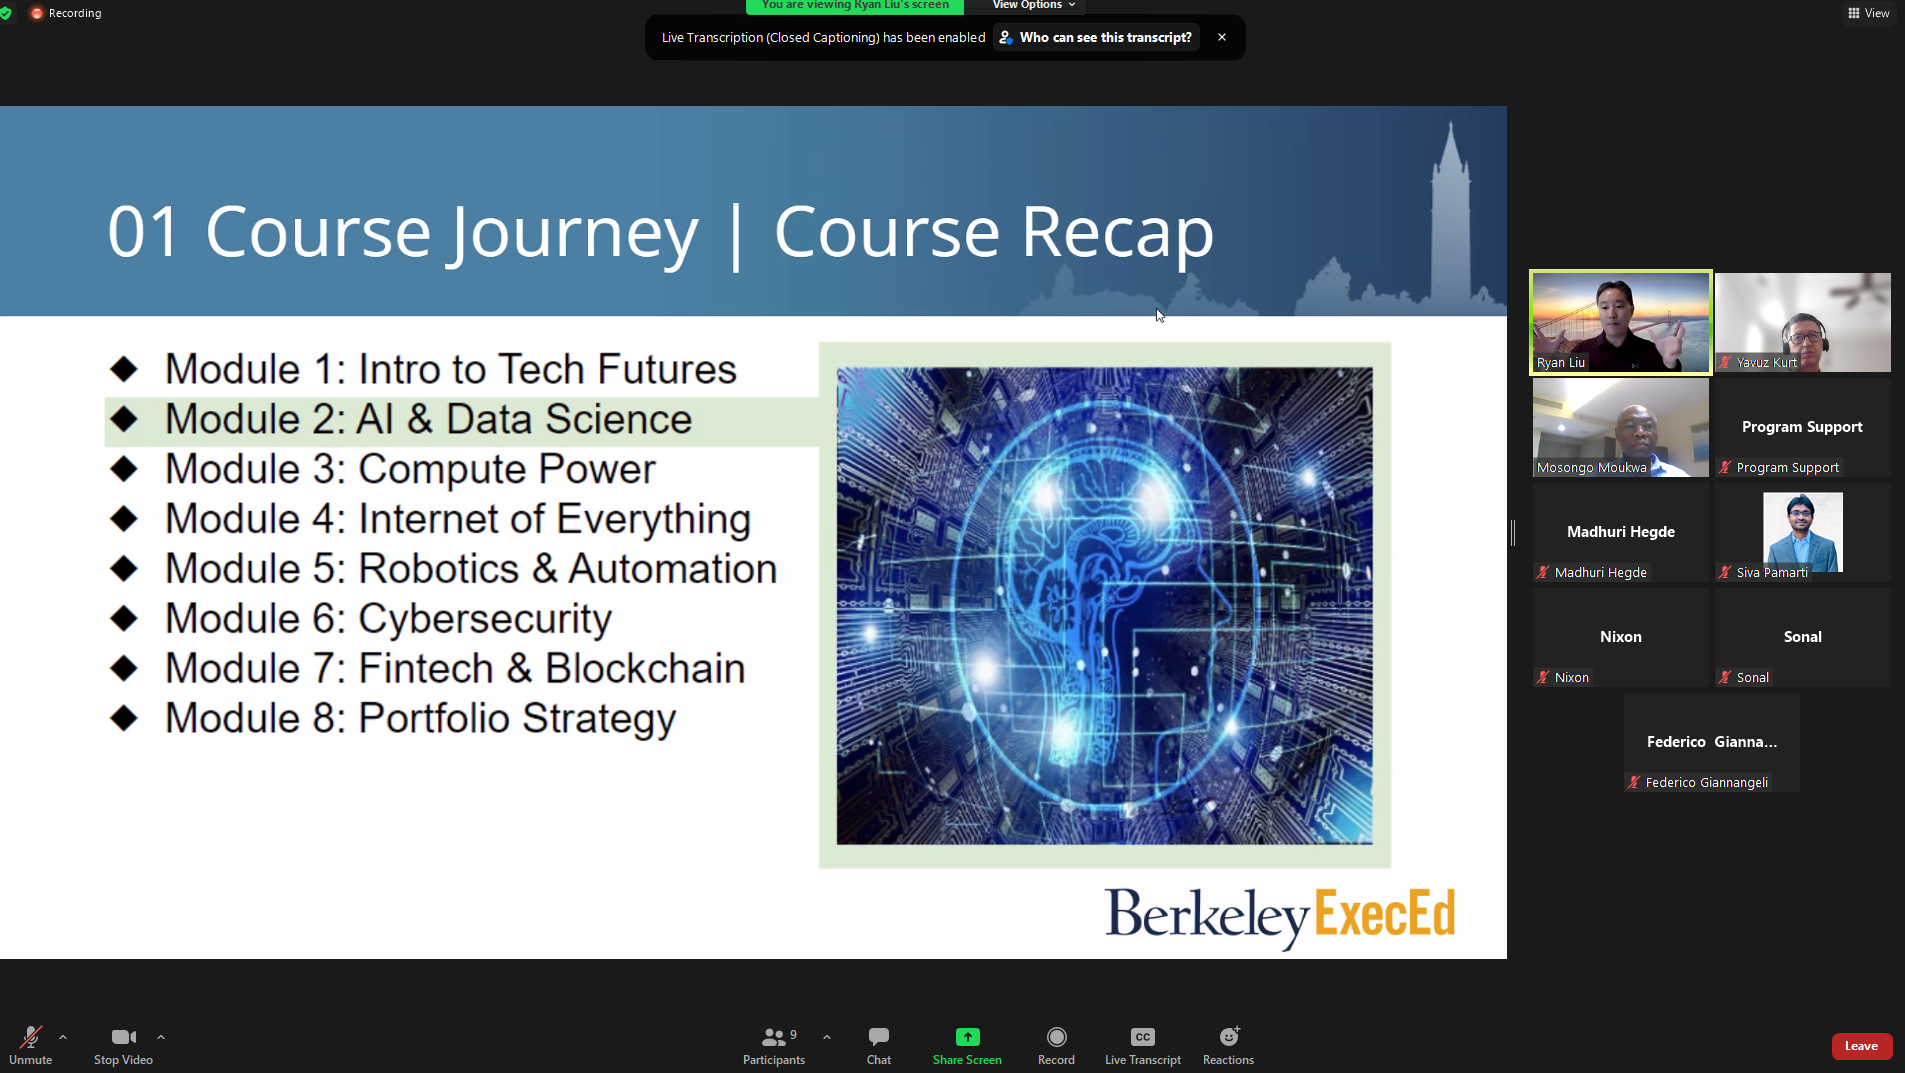 Recording
You are viewing Ryan Liu's screen
View Options
View
Live Transcription (Closed Captioning) has been enabled
Who can see this transcript?
01 Course Journey | Course Recap
Module 1: Intro to Tech Futures
Module 2: AI & Data Science
Module 3: Compute Power
Module 4: Internet of Everything
Module 5: Robotics & Automation
Module 6: Cybersecurity
Module 7: Fintech & Blockchain
Module 8: Portfolio Strategy
Berkeley ExecEd
Ryan Liu
Yavuz Kurt
Mosongo Moukwa
Program Support
Program Support
Madhuri Hegde
Madhuri Hegde
Siva Pamarti
Nixon
Nixon
Sonal
Sonal
Federico Gianna...
Federico Giannangeli
Unmute
Stop Video
9
Participants
Chat
Share Screen
Record
CC
Live Transcript
Reactions
Leave